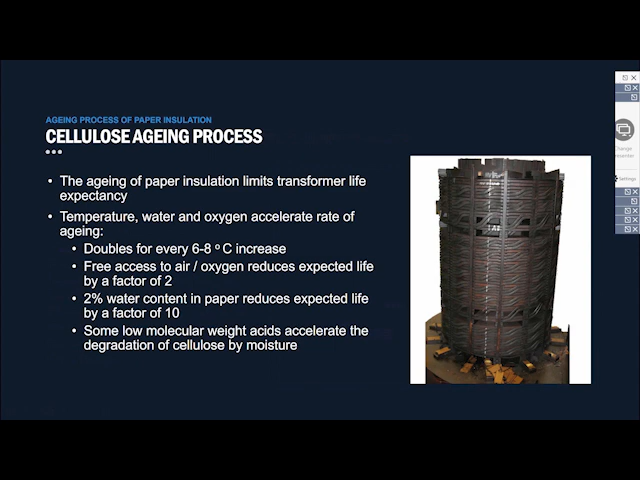 AGEING PROCESS OF PAPER INSULATION
CELLULOSE AGEING PROCESS
• The ageing of paper insulation limits transformer life
expectancy
• Temperature, water and oxygen accelerate rate of
ageing:
• Doubles for every 6-8 º C increase
• Free access to air / oxygen reduces expected life
by a factor of 2
• 2% water content in paper reduces expected life
by a factor of 10
• Some low molecular weight acids accelerate the
degradation of cellulose by moisture
Change
Settings